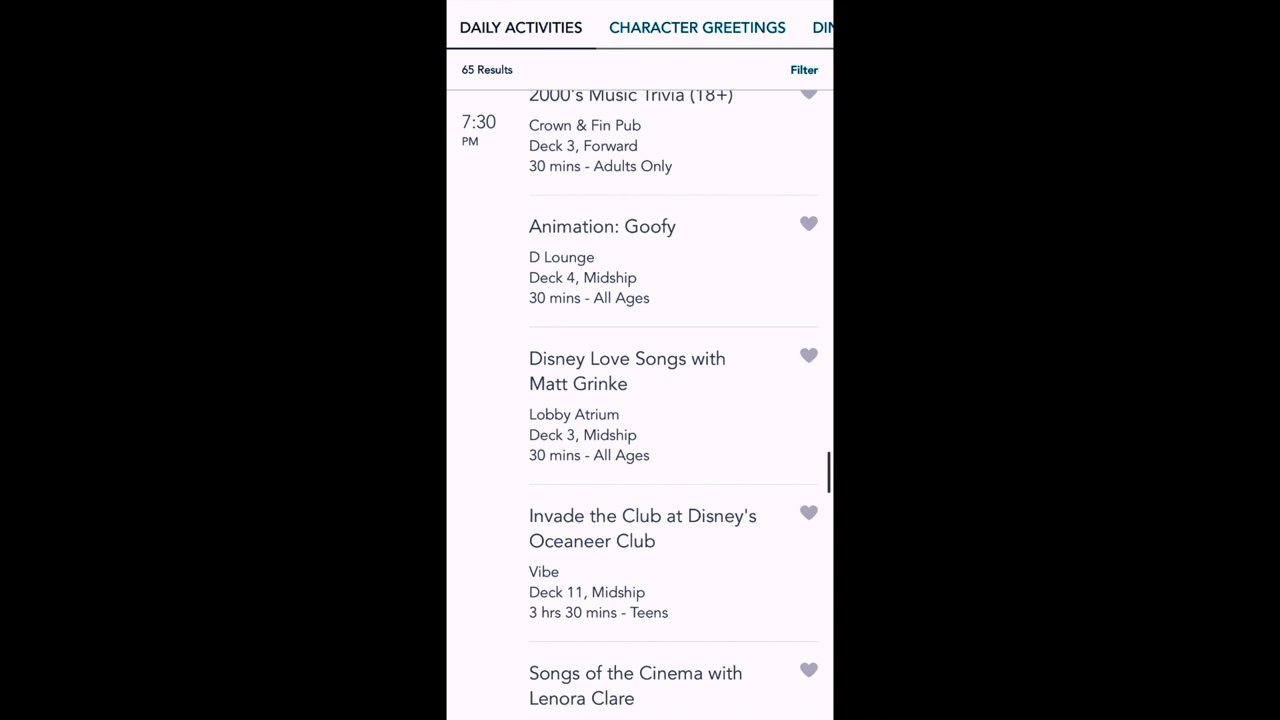 DAILY ACTIVITIES CHARACTER GREETINGS DIN
65 Results Filter
2000's Music Trivia (18+)
7:30
PM
Crown & Fin Pub
Deck 3, Forward
30 mins - Adults Only
Animation: Goofy
D Lounge
Deck 4, Midship
30 mins - All Ages
Disney Love Songs with
Matt Grinke
Lobby Atrium
Deck 3, Midship
30 mins - All Ages
Invade the Club at Disney's
Oceaneer Club
Vibe
Deck 11, Midship
3 hrs 30 mins - Teens
Songs of the Cinema with
Lenora Clare